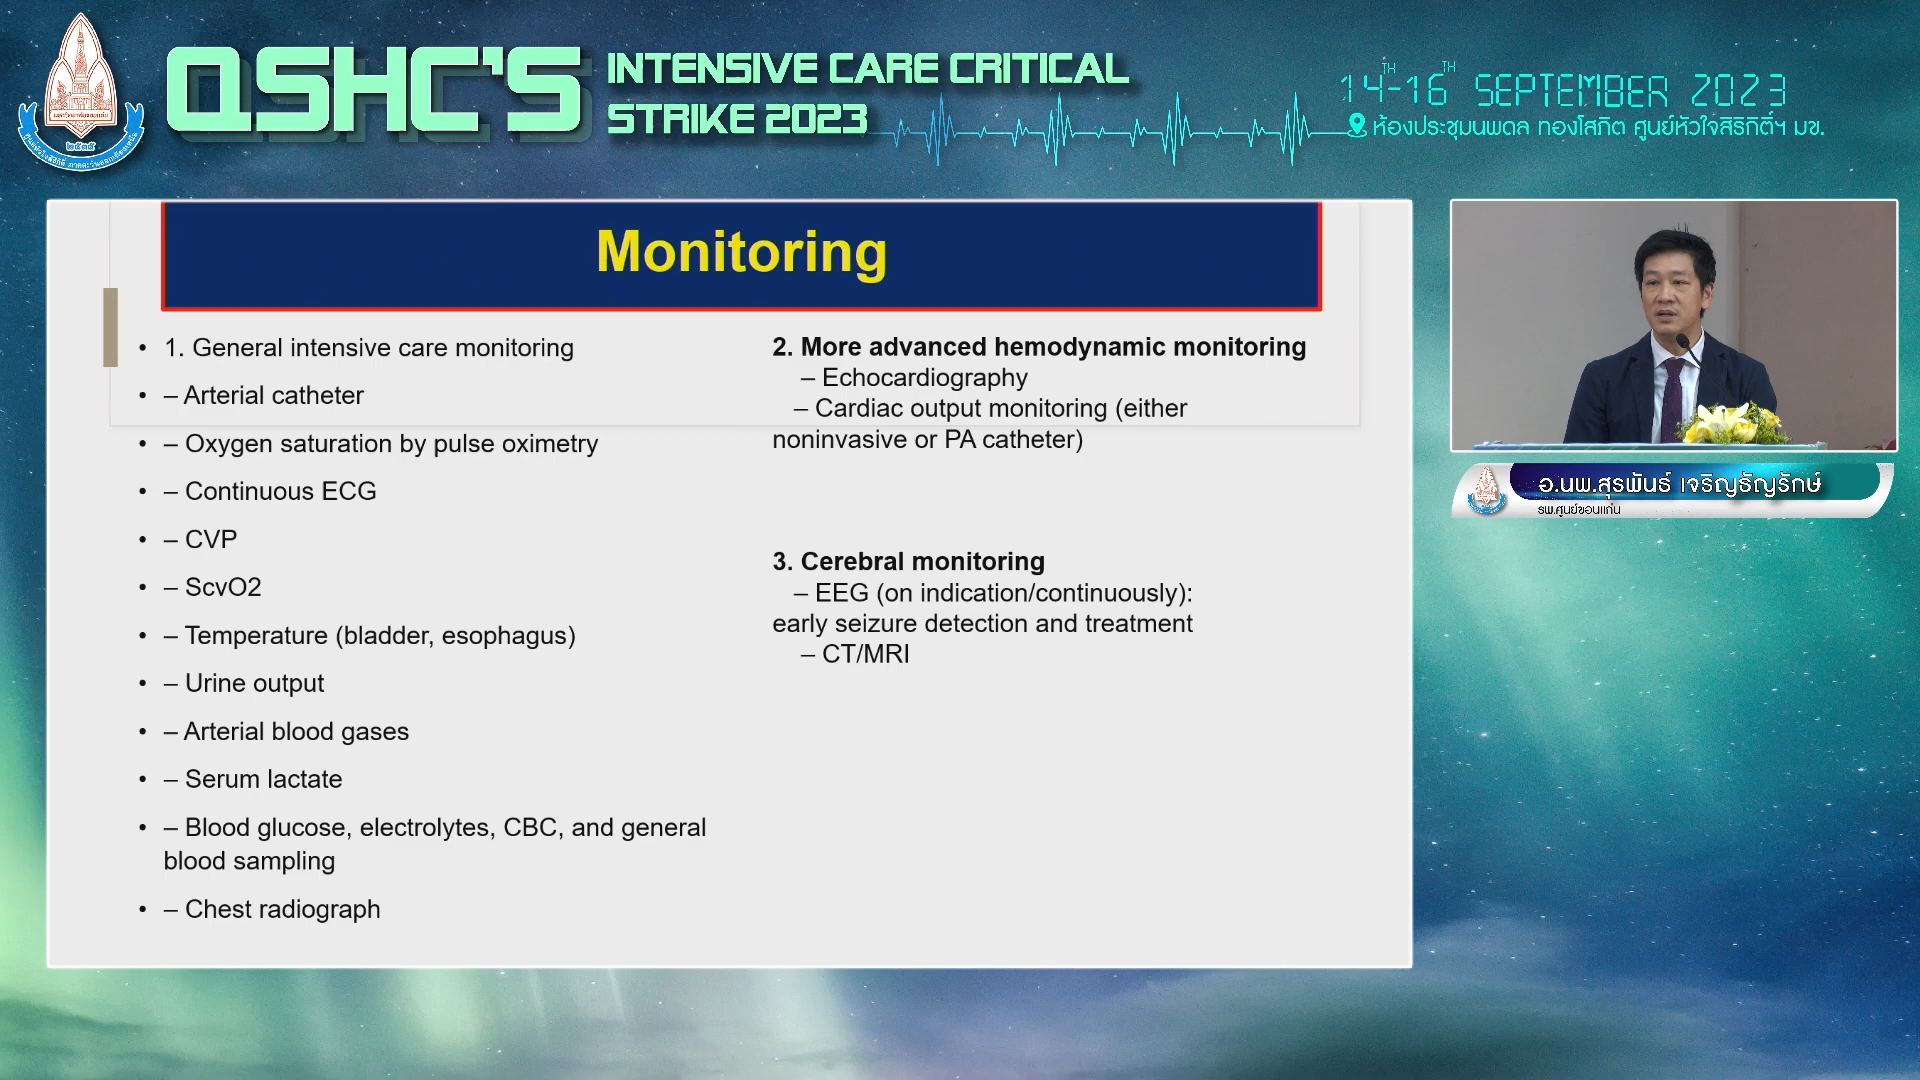 QSHC'S
INTENSIVE CARE CRITICAL
STRIKE 2023
14TH-16TH SEPTEMBER 2023
ห้องประชุมนพดล ทองโสภิต ศูนย์หัวใจสิริกิติ์ฯ มข.
Monitoring
• 1. General intensive care monitoring
• – Arterial catheter
• – Oxygen saturation by pulse oximetry
• – Continuous ECG
• – CVP
• – ScvO2
• – Temperature (bladder, esophagus)
• – Urine output
• – Arterial blood gases
• – Serum lactate
• – Blood glucose, electrolytes, CBC, and general
blood sampling
• – Chest radiograph
2. More advanced hemodynamic monitoring
– Echocardiography
– Cardiac output monitoring (either
noninvasive or PA catheter)
3. Cerebral monitoring
– EEG (on indication/continuously):
early seizure detection and treatment
– CT/MRI
อ.นพ.สุรพันธ์ เจริญธัญรักษ์
รพ.ศูนย์ขอนแก่น